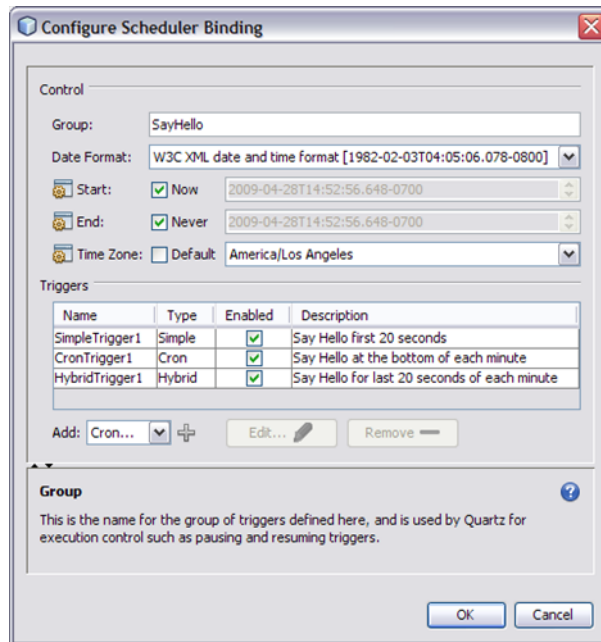 Configure Scheduler Binding
Control
Group: SayHello
Date Format: W3C XML date and time format [1982-02-03T04:05:06.078-0800]
Start: Now 2009-04-28T14:52:56.648-0700
End: Never 2009-04-28T14:52:56.648-0700
Time Zone: Default America/Los Angeles
Triggers
Name Type Enabled Description
SimpleTrigger1 Simple Say Hello first 20 seconds
CronTrigger1 Cron Say Hello at the bottom of each minute
HybridTrigger1 Hybrid Say Hello for last 20 seconds of each minute
Add: Cron... Edit... Remove
Group
This is the name for the group of triggers defined here, and is used by Quartz for
execution control such as pausing and resuming triggers.
OK Cancel